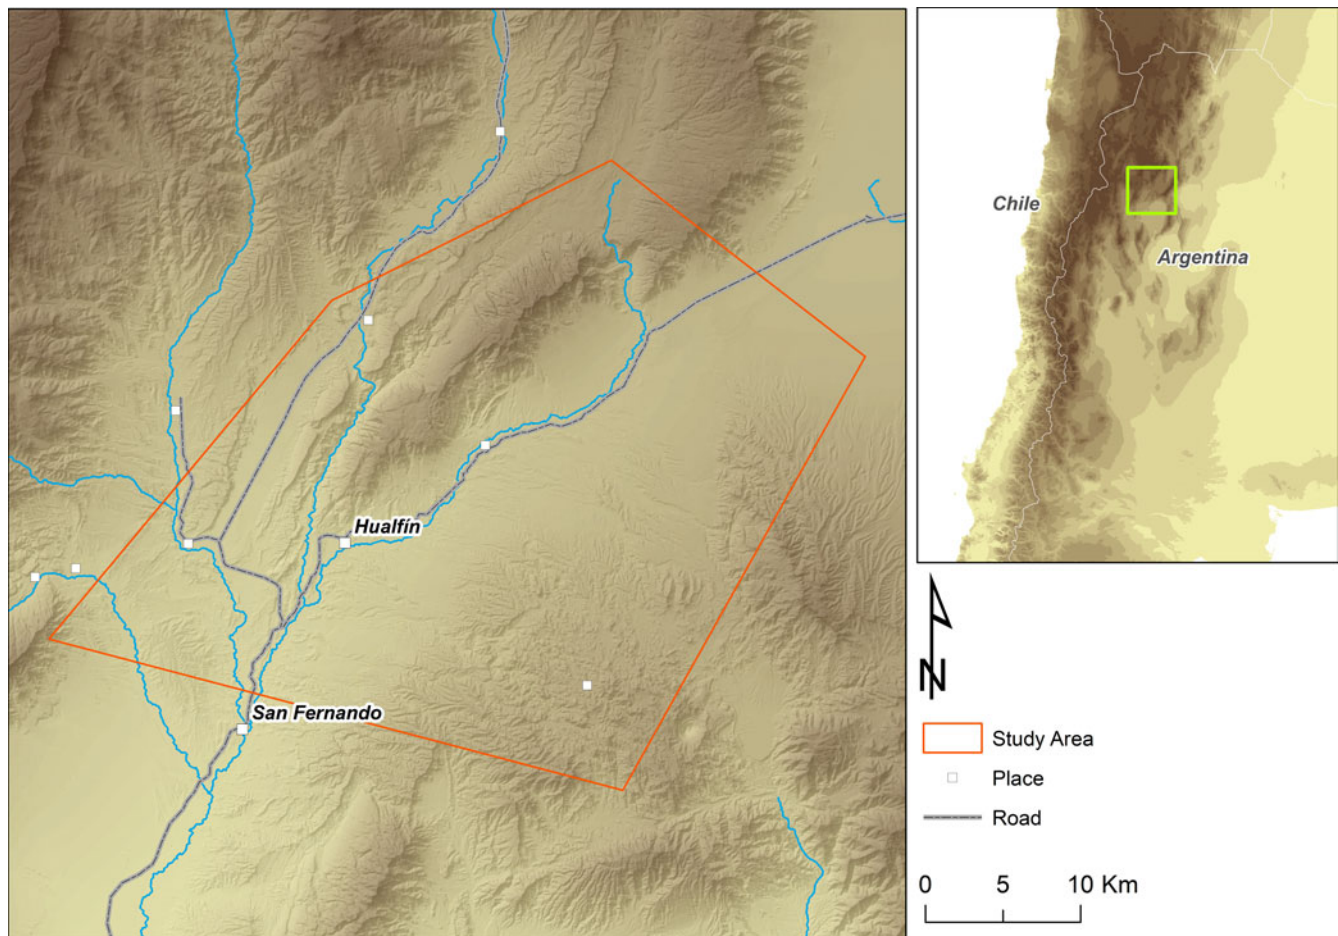 Hualfín
San Fernando
Chile
Argentina
N
Study Area
Place
Road
0 5 10 Km